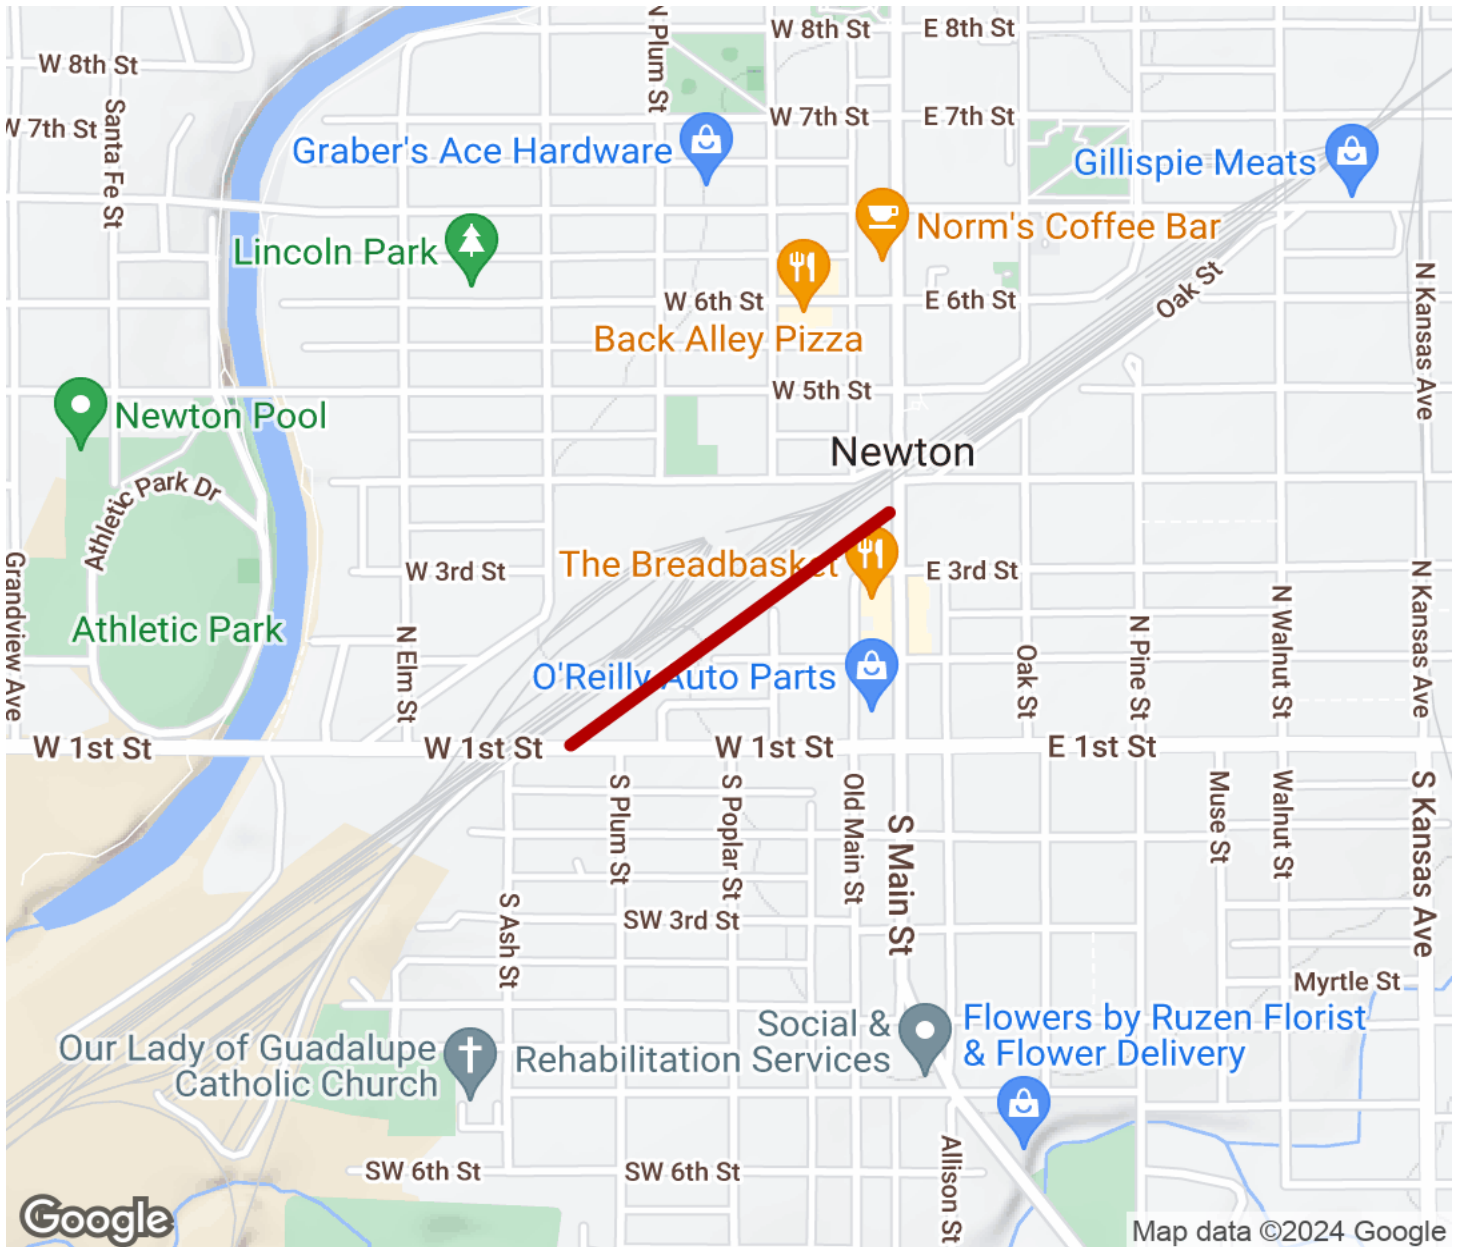 W 8th St
E 8th St
W 8th St
N Plum St
W 7th St
Santa Fe St
W 7th St
E 7th St
Graber's Ace Hardware
Gillispie Meats
Norm's Coffee Bar
Lincoln Park
W 6th St
E 6th St
Oak St
N Kansas Ave
Back Alley Pizza
W 5th St
Newton Pool
Newton
Athletic Park Dr
Grandview Ave
W 3rd St
The Breadbasket
E 3rd St
N Walnut St
N Kansas Ave
Athletic Park
N Elm St
N Pine St
Oak St
O'Reilly Auto Parts
W 1st St
W 1st St
W 1st St
E 1st St
S Plum St
S Poplar St
Old Main St
S Main St
Muse St
Walnut St
S Kansas Ave
S Ash St
SW 3rd St
Myrtle St
Social &
Rehabilitation Services
Flowers by Ruzen Florist
& Flower Delivery
Our Lady of Guadalupe
Catholic Church
SW 6th St
SW 6th St
Allison St
Google
Map data ©2024 Google